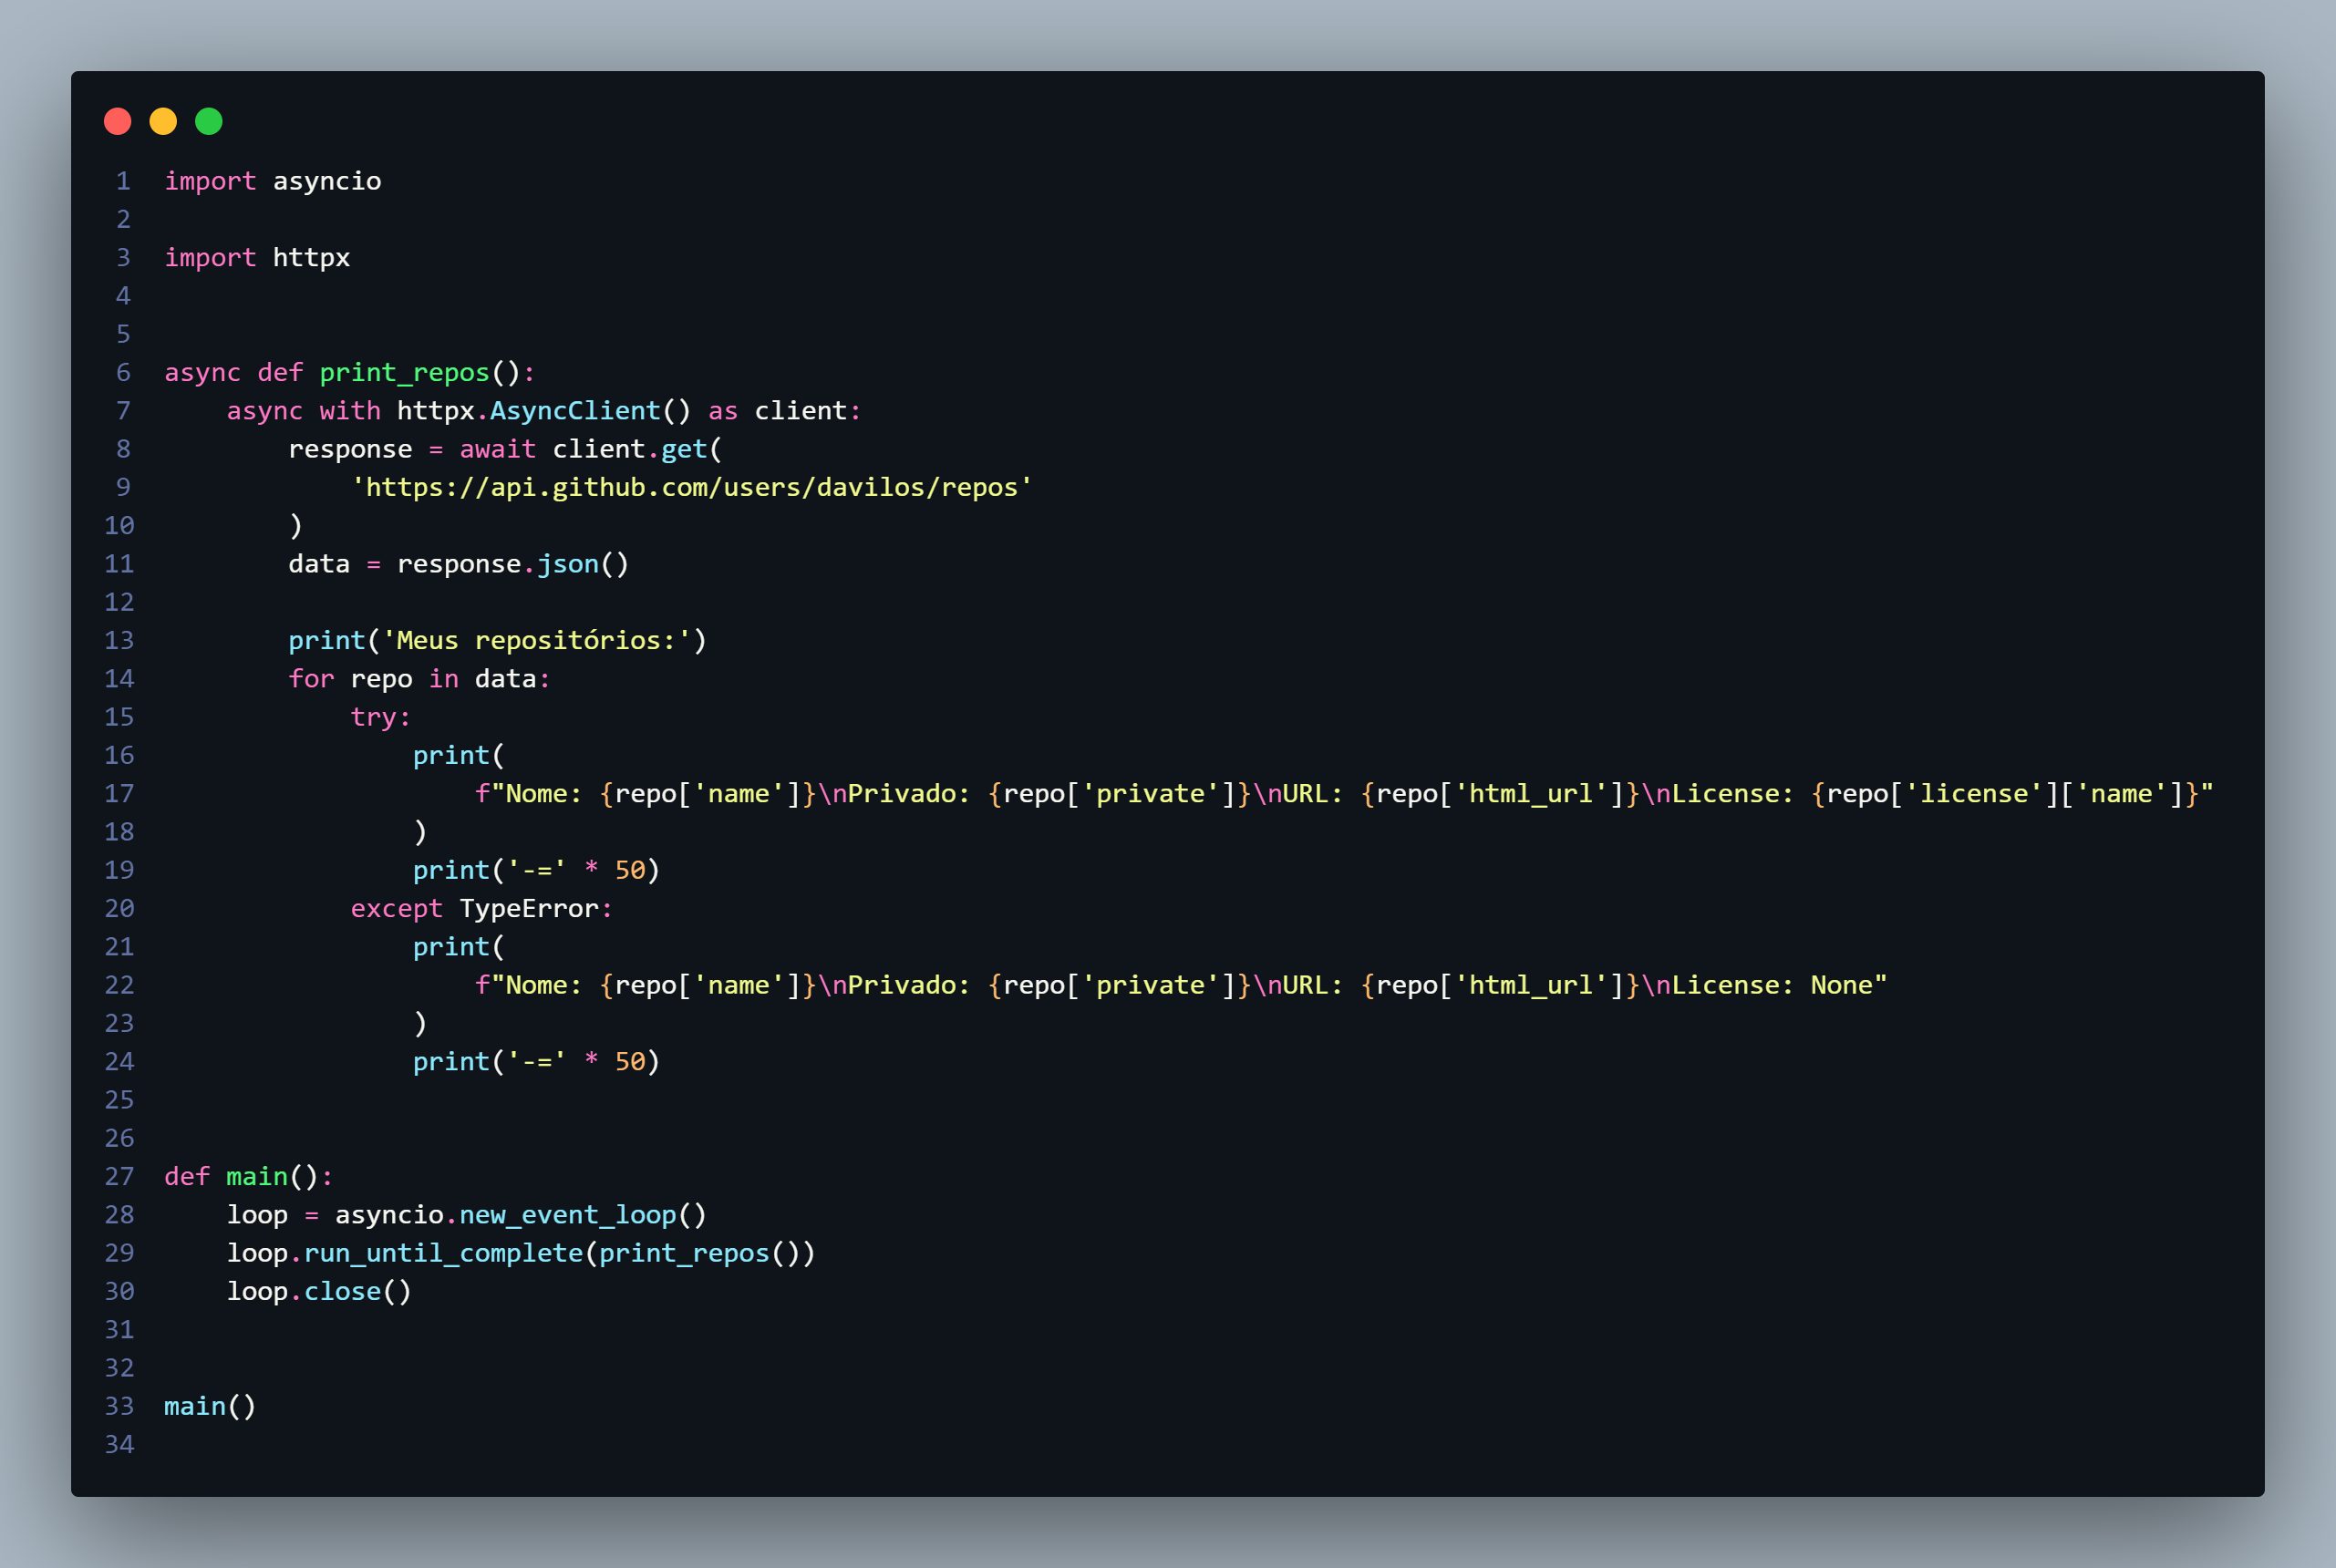 1 import asyncio
2
3 import httpx
4
5
6 async def print_repos():
7     async with httpx.AsyncClient() as client:
8         response = await client.get(
9             'https://api.github.com/users/davilos/repos'
10         )
11         data = response.json()
12
13         print('Meus repositórios:')
14         for repo in data:
15             try:
16                 print(
17                     f"Nome: {repo['name']}\nPrivado: {repo['private']}\nURL: {repo['html_url']}\nLicense: {repo['license']['name']}"
18                 )
19                 print('-=' * 50)
20             except TypeError:
21                 print(
22                     f"Nome: {repo['name']}\nPrivado: {repo['private']}\nURL: {repo['html_url']}\nLicense: None"
23                 )
24                 print('-=' * 50)
25
26
27 def main():
28     loop = asyncio.new_event_loop()
29     loop.run_until_complete(print_repos())
30     loop.close()
31
32
33 main()
34